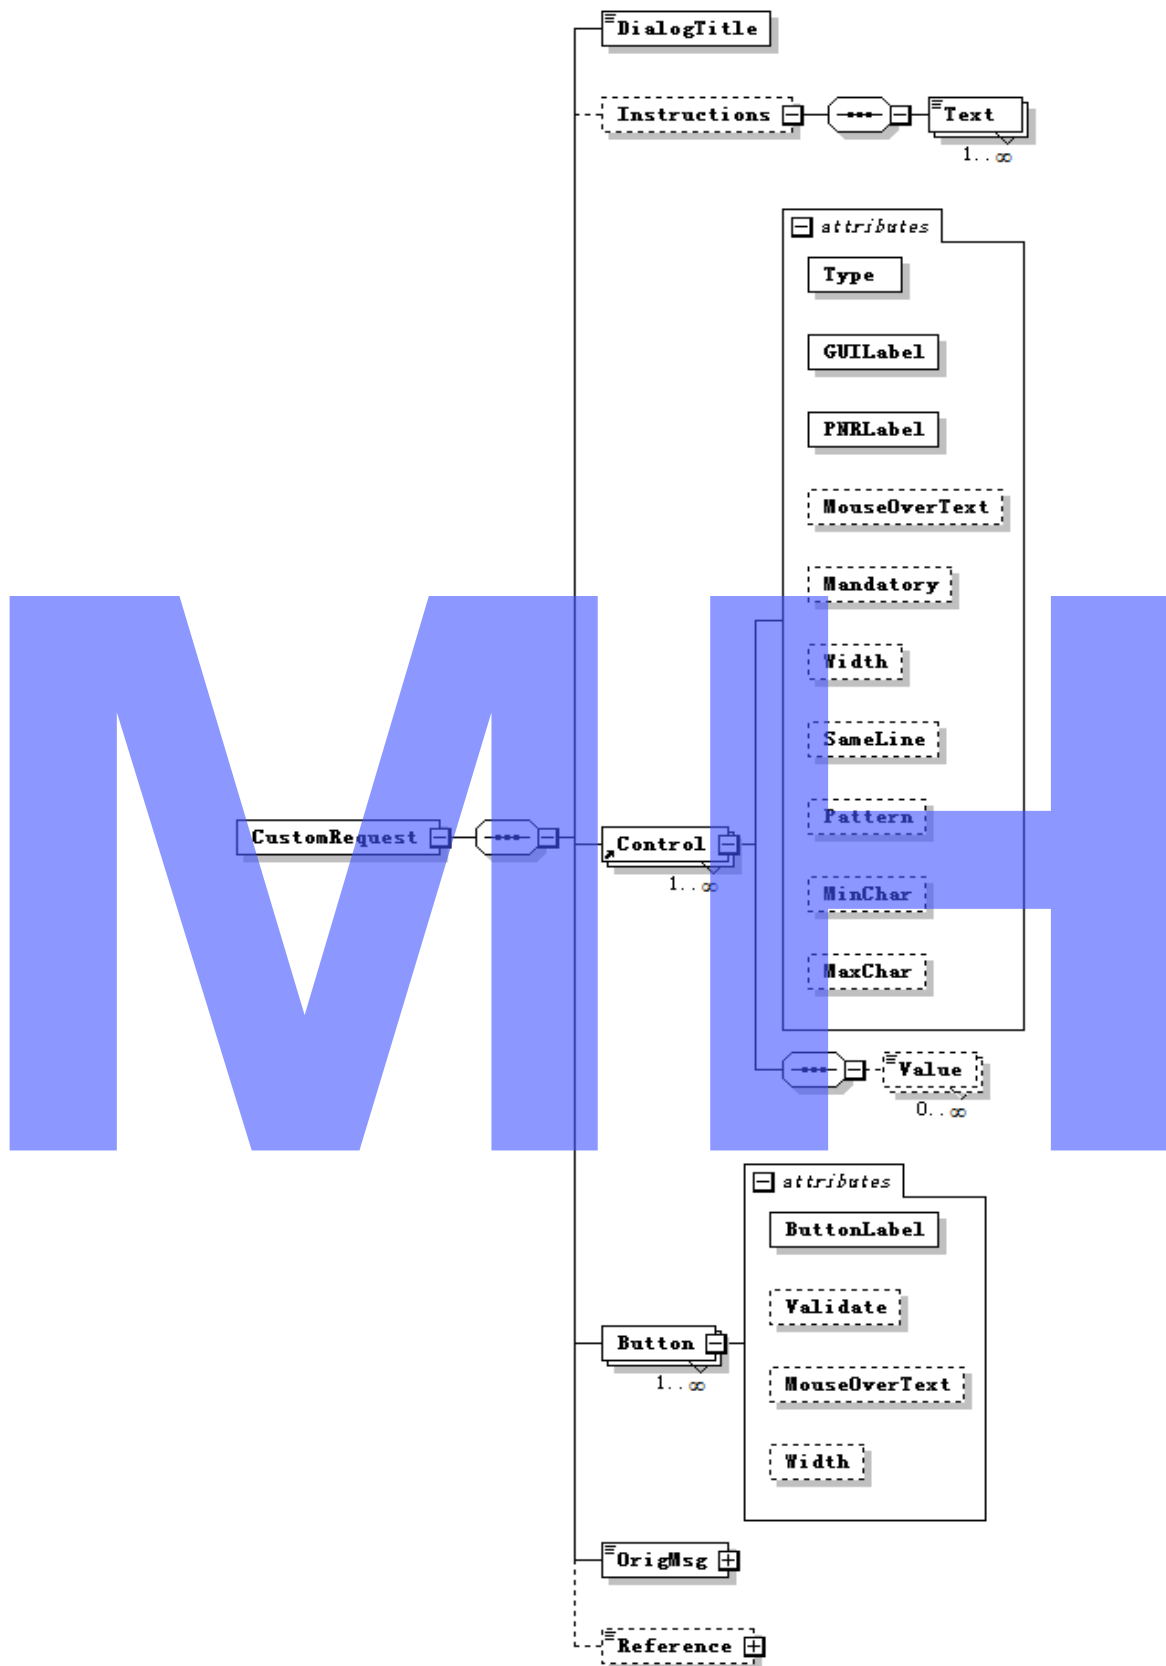 DialogTitle
Instructions
Text
1..∞
attributes
Type
GUILabel
PNRLabel
MouseOverText
Mandatory
Width
SameLine
Pattern
MinChar
MaxChar
CustomRequest
Control
1..∞
Value
0..∞
attributes
ButtonLabel
Validate
MouseOverText
Width
Button
1..∞
OrigMsg
Reference
MIH